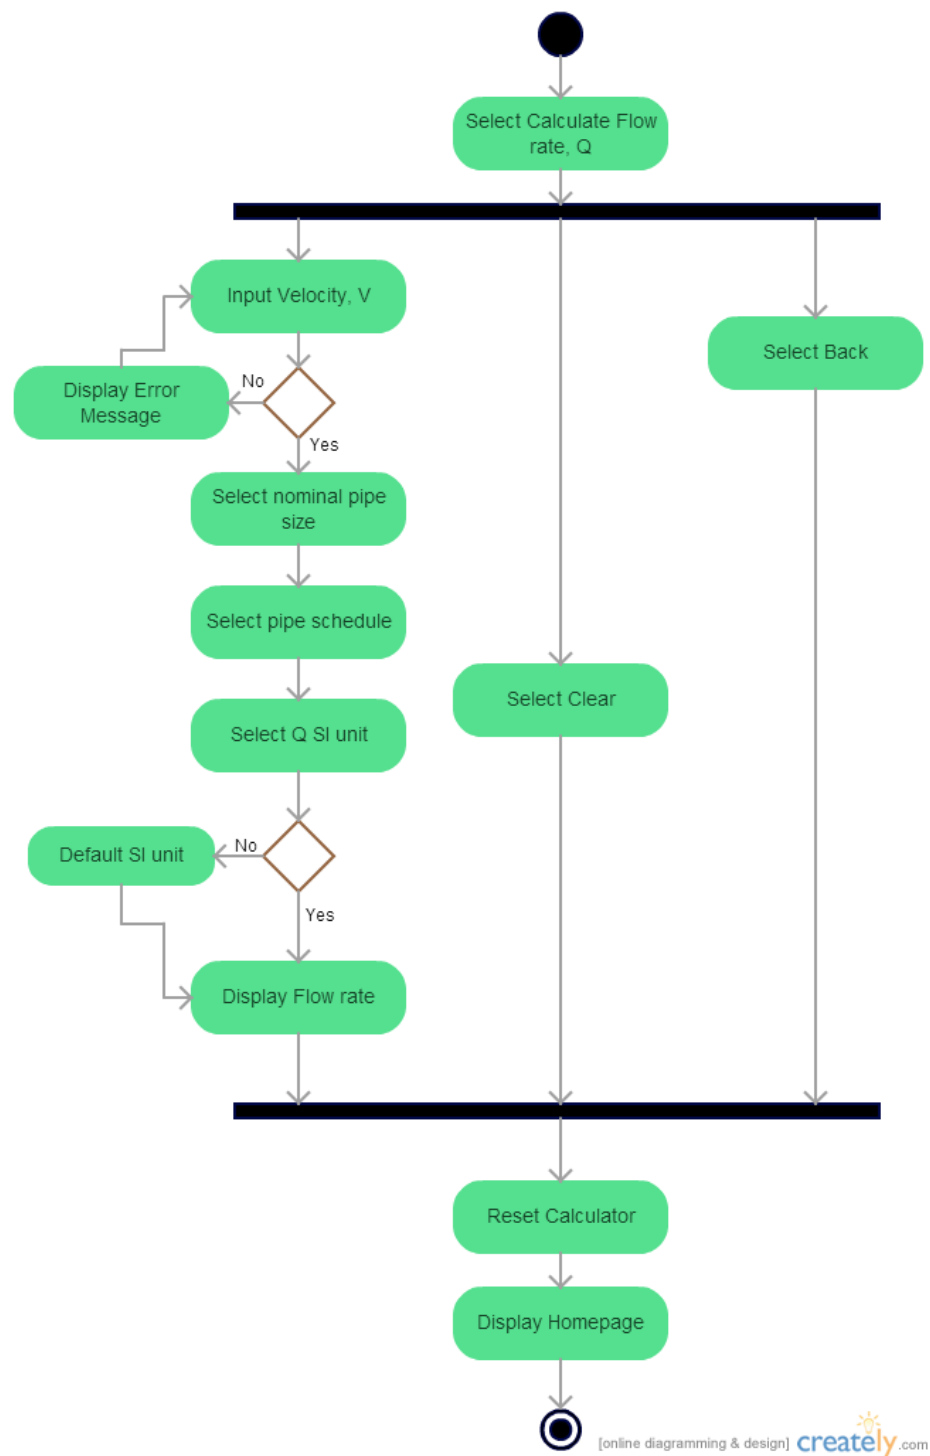 Select Calculate Flow
rate, Q
Input Velocity, V
Select Back
Display Error
Message
No
Yes
Select nominal pipe
size
Select pipe schedule
Select Clear
Select Q SI unit
Default SI unit
No
Yes
Display Flow rate
Reset Calculator
Display Homepage
[online diagramming & design] creately.com